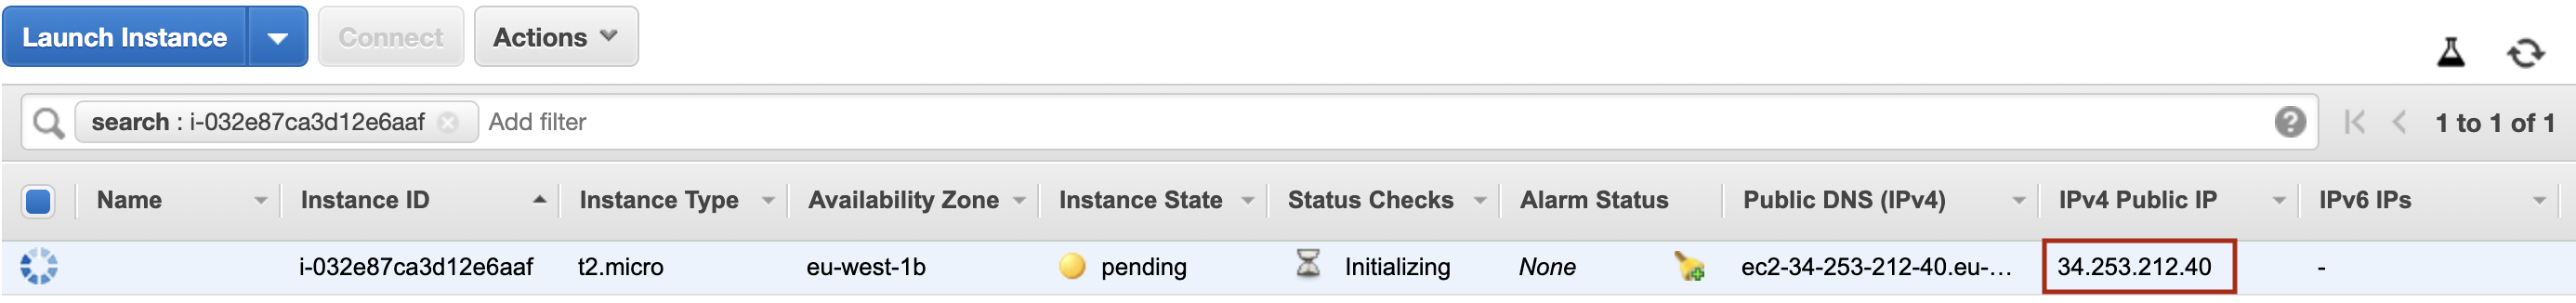 Launch Instance Connect Actions
search : i-032e87ca3d12e6aaf Add filter ? 1 to 1 of 1
Name Instance ID Instance Type Availability Zone Instance State Status Checks Alarm Status Public DNS (IPv4) IPv4 Public IP IPv6 IPs
i-032e87ca3d12e6aaf t2.micro eu-west-1b pending Initializing None ec2-34-253-212-40.eu-... 34.253.212.40 -